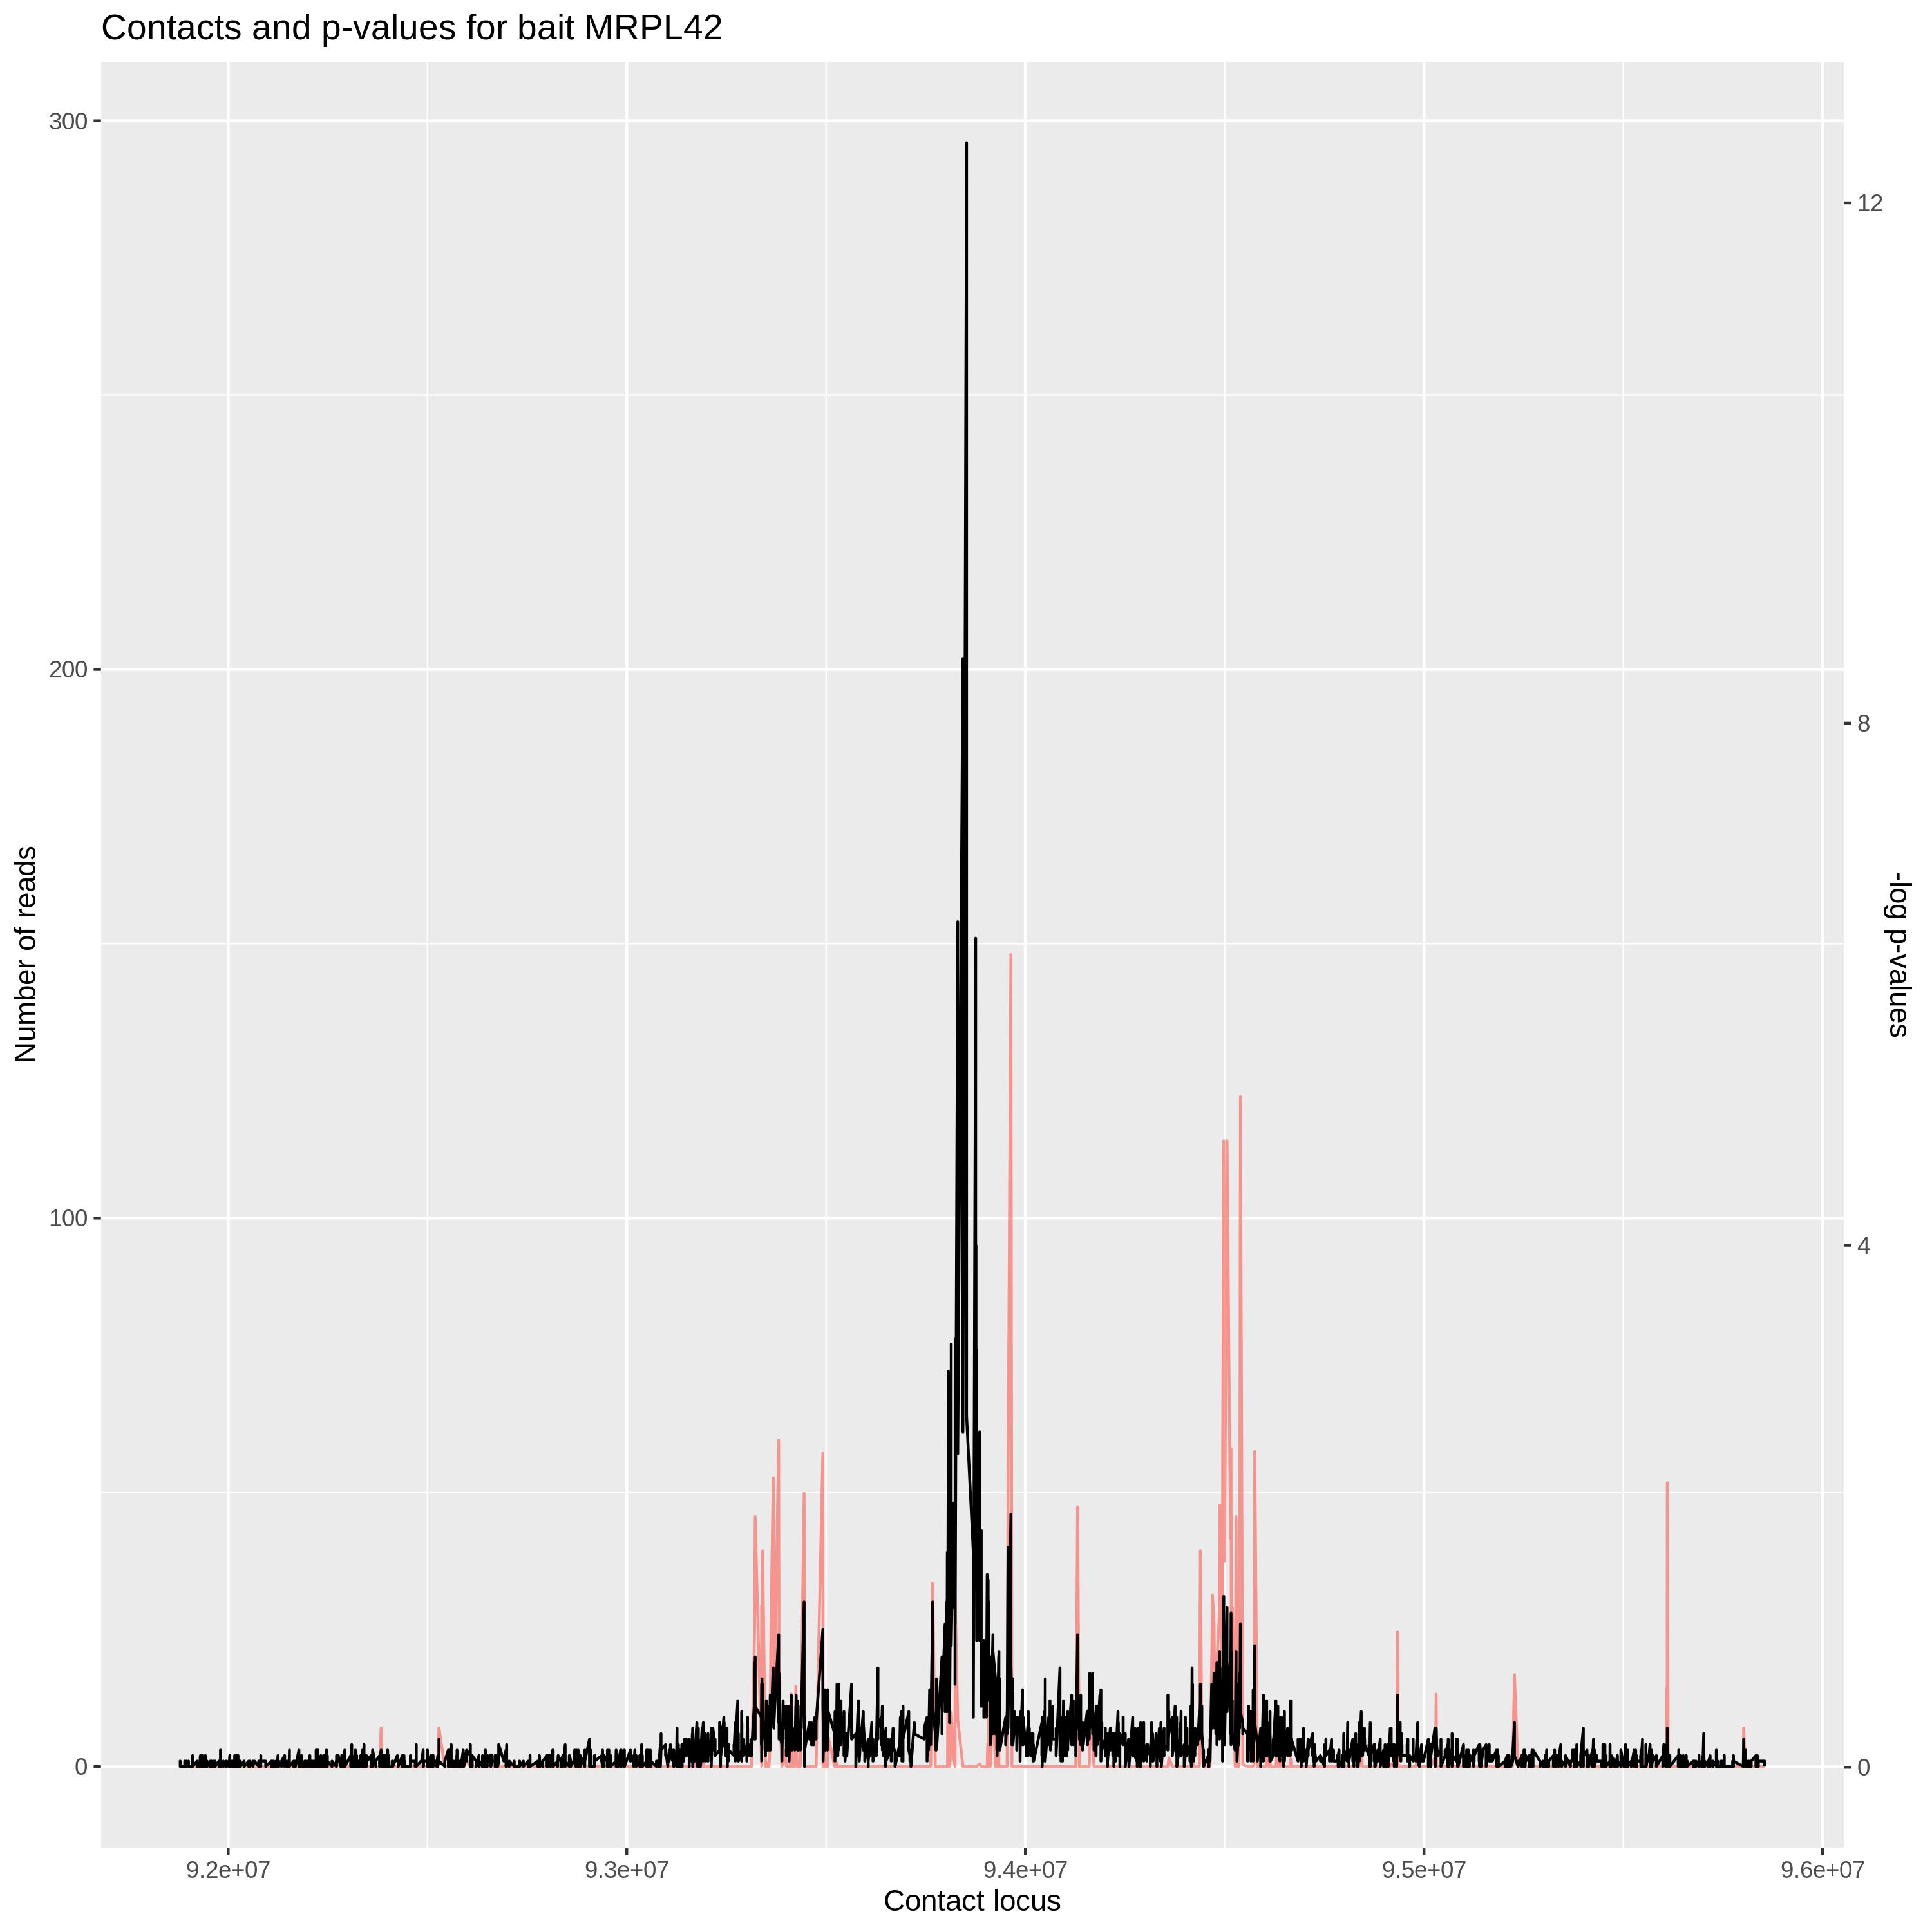 Contacts and p-values for bait MRPL42
300
200
100
0
12
8
4
0
Number of reads
-log p-values
9.2e+07 9.3e+07 9.4e+07 9.5e+07 9.6e+07
Contact locus